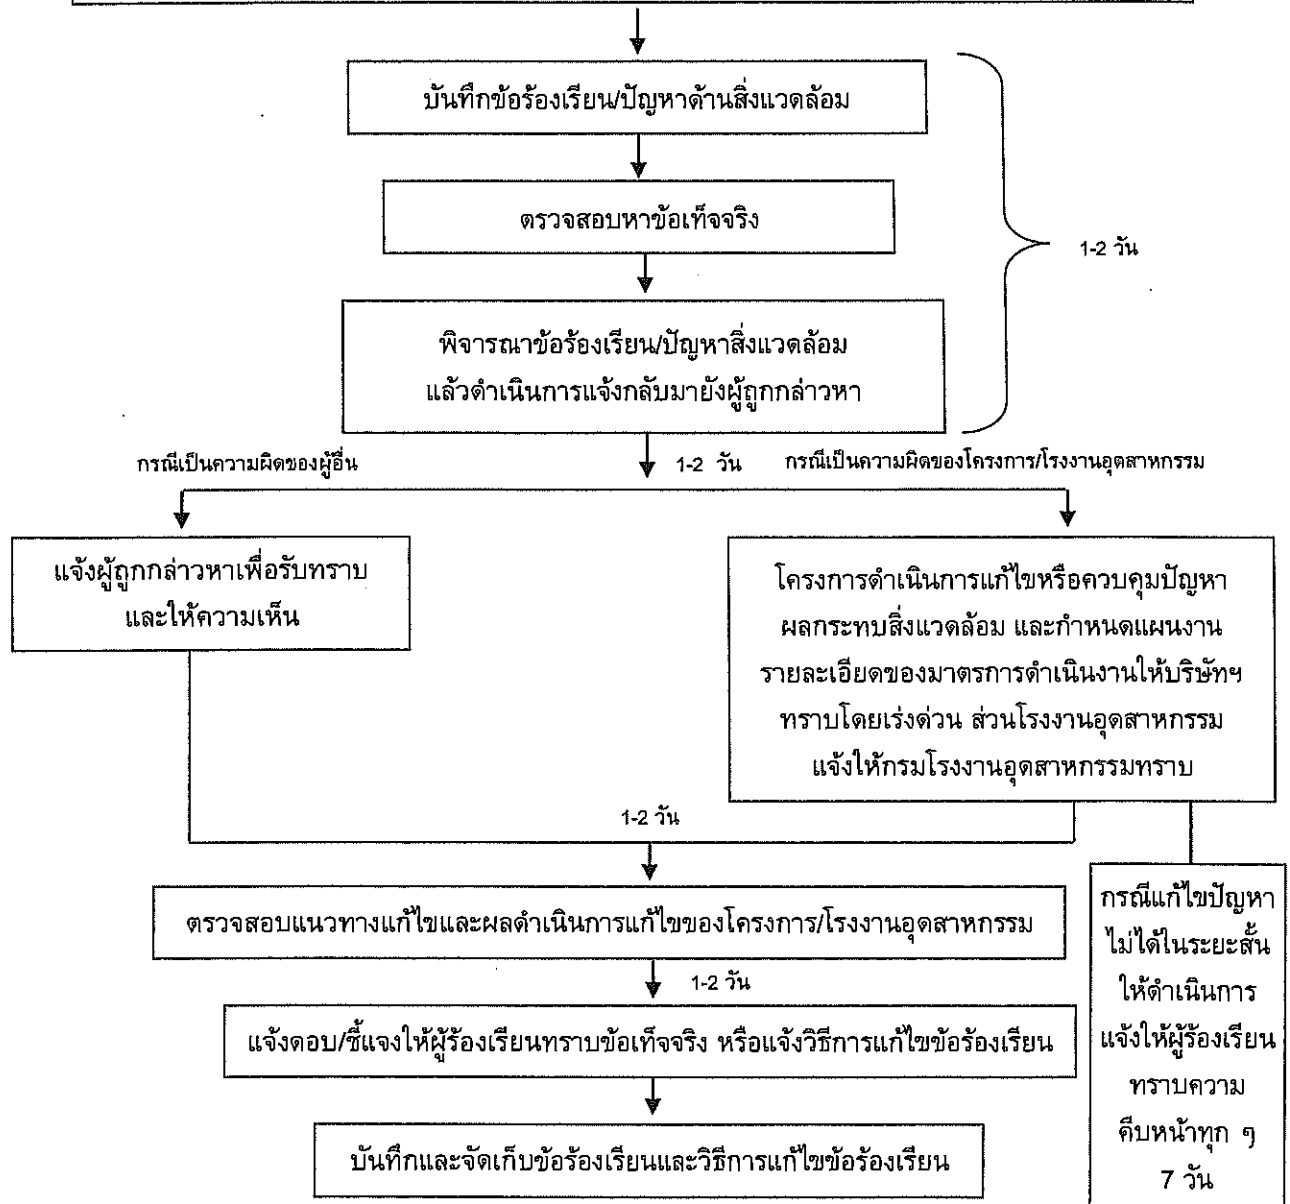 บันทึกข้อร้องเรียน/ปัญหาด้านสิ่งแวดล้อม
ตรวจสอบหาข้อเท็จจริง
1-2 วัน
พิจารณาข้อร้องเรียน/ปัญหาสิ่งแวดล้อม
แล้วดำเนินการแจ้งกลับมายังผู้ถูกกล่าวหา
กรณีเป็นความผิดของผู้อื่น
1-2 วัน
กรณีเป็นความผิดของโครงการ/โรงงานอุตสาหกรรม
แจ้งผู้ถูกกล่าวหาเพื่อรับทราบ
และให้ความเห็น
โครงการดำเนินการแก้ไขหรือควบคุมปัญหา
ผลกระทบสิ่งแวดล้อม และกำหนดแผนงาน
รายละเอียดของมาตรการดำเนินงานให้บริษัทฯ
ทราบโดยเร่งด่วน ส่วนโรงงานอุตสาหกรรม
แจ้งให้กรมโรงงานอุตสาหกรรมทราบ
1-2 วัน
ตรวจสอบแนวทางแก้ไขและผลดำเนินการแก้ไขของโครงการ/โรงงานอุตสาหกรรม
1-2 วัน
แจ้งตอบ/ชี้แจงให้ผู้ร้องเรียนทราบข้อเท็จจริง หรือแจ้งวิธีการแก้ไขข้อร้องเรียน
บันทึกและจัดเก็บข้อร้องเรียนและวิธีการแก้ไขข้อร้องเรียน
กรณีแก้ไขปัญหา
ไม่ได้ในระยะสั้น
ให้ดำเนินการ
แจ้งให้ผู้ร้องเรียน
ทราบความ
คืบหน้าทุก ๆ
7 วัน